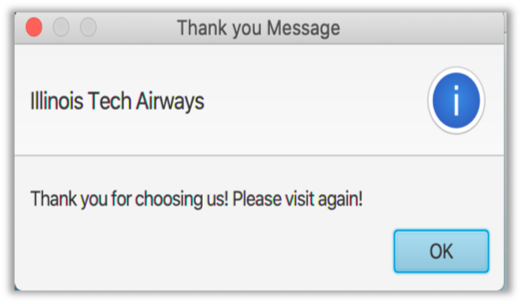 Thank you Message
Illinois Tech Airways
i
Thank you for choosing us! Please visit again!
OK